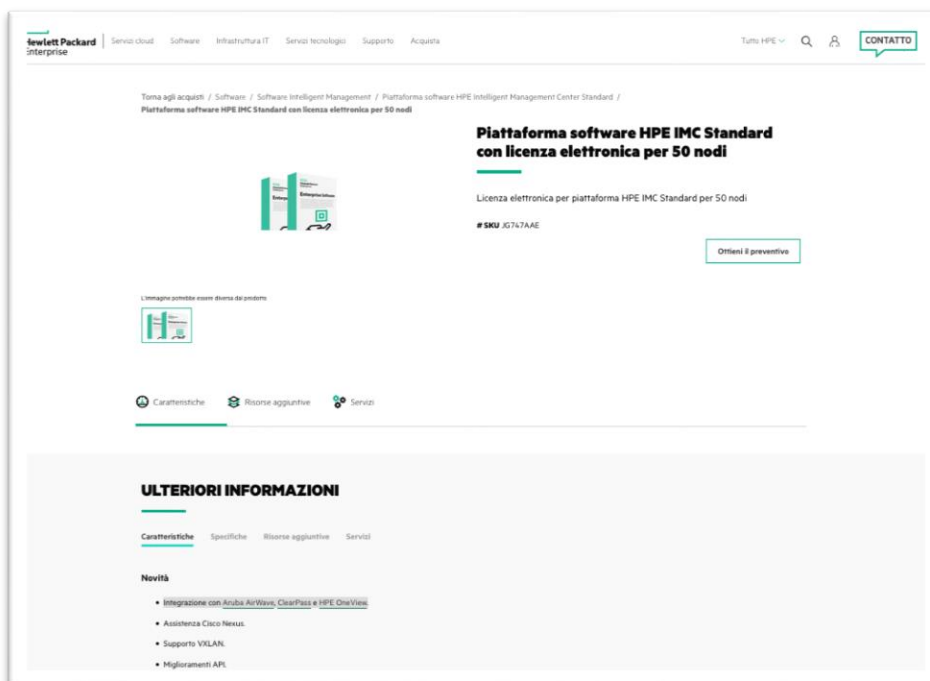 Hewlett Packard
Enterprise
Servizi cloud Software Infrastruttura IT Servizi tecnologici Supporto Acquista
Tutto HPE
CONTATTO
Torna agli acquisti / Software / Software Intelligent Management / Piattaforma software HPE Intelligent Management Center Standard /
Piattaforma software HPE IMC Standard con licenza elettronica per 50 nodi
Piattaforma software HPE IMC Standard
con licenza elettronica per 50 nodi
Licenza elettronica per piattaforma HPE IMC Standard per 50 nodi
# SKU JG747AAE
Ottieni il preventivo
L'immagine potrebbe essere diversa dal prodotto
Caratteristiche Risorse aggiuntive Servizi
ULTERIORI INFORMAZIONI
Caratteristiche Specifiche Risorse aggiuntive Servizi
Novità
• Integrazione con Aruba AirWave, ClearPass e HPE OneView.
• Assistenza Cisco Nexus.
• Supporto VXLAN.
• Miglioramenti API.